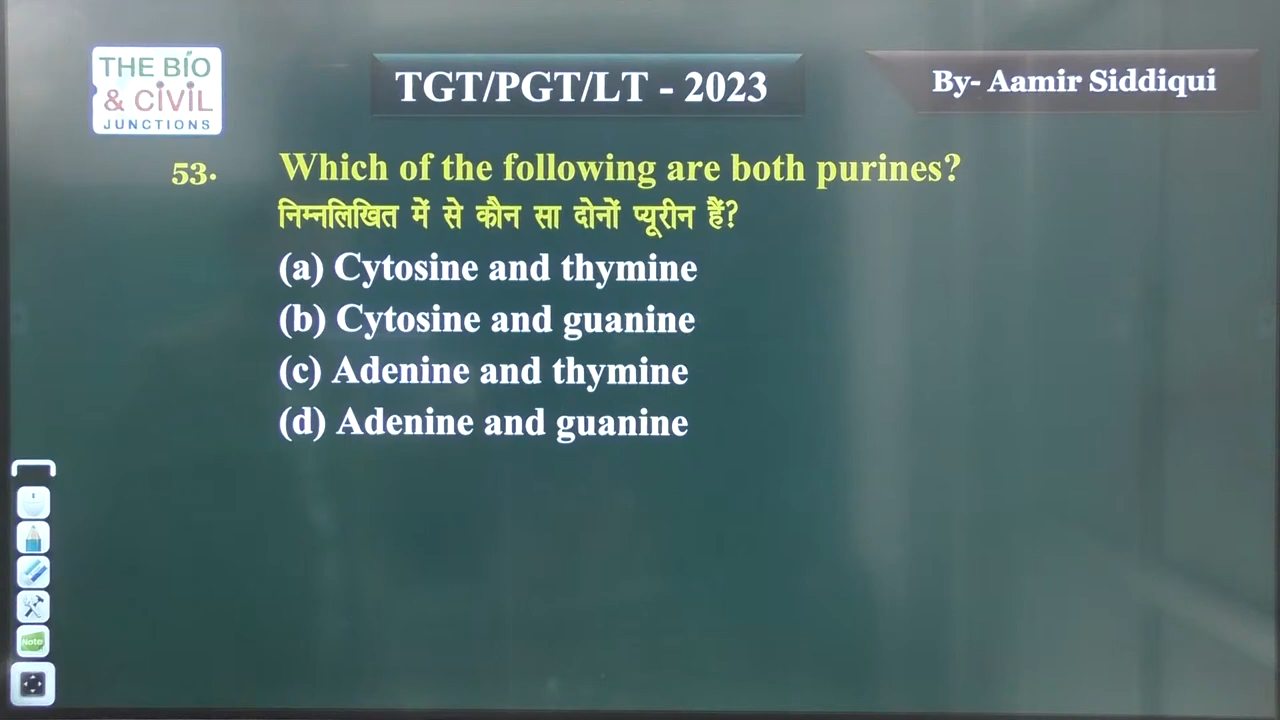 THE BIO
& CIVIL
JUNCTIONS
TGT/PGT/LT - 2023
By- Aamir Siddiqui
53. Which of the following are both purines?
निम्नलिखित में से कौन सा दोनों प्यूरीन हैं?
(a) Cytosine and thymine
(b) Cytosine and guanine
(c) Adenine and thymine
(d) Adenine and guanine
Note